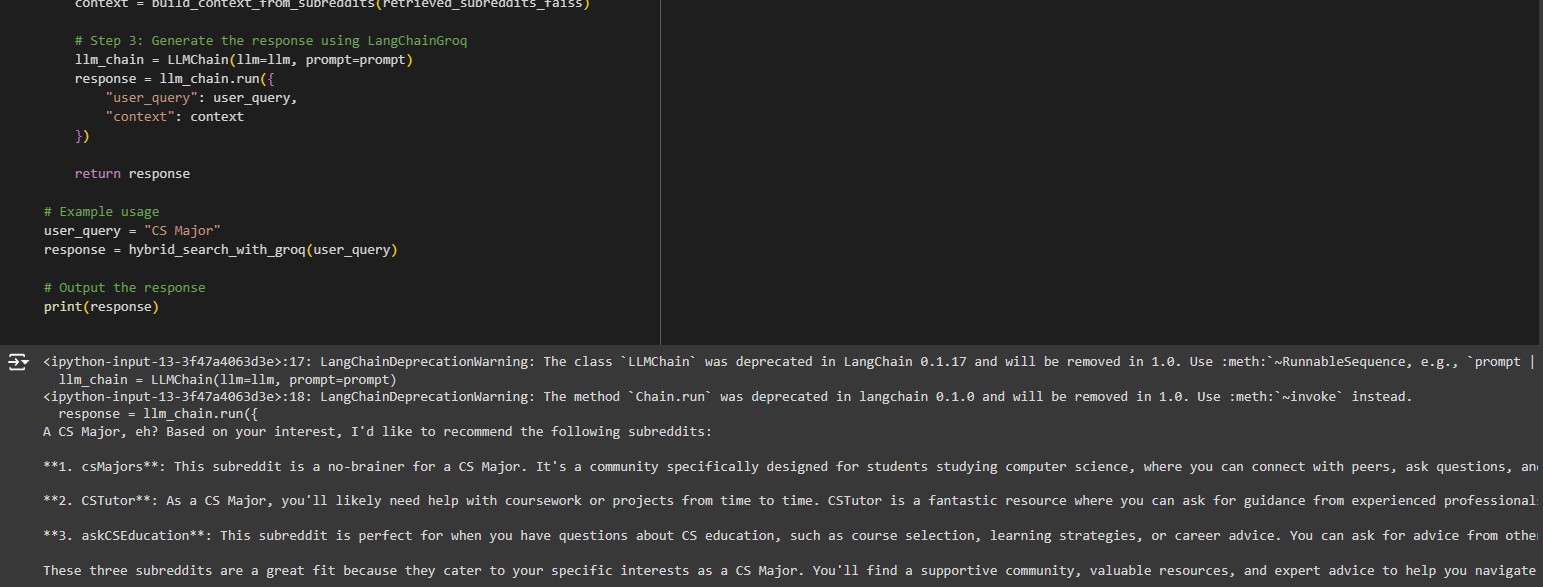 context = build_context_from_subreddits(retrieved_subreddits_faiss)
# Step 3: Generate the response using LangChainGroq
llm_chain = LLMChain(llm=llm, prompt=prompt)
response = llm_chain.run({
"user_query": user_query,
"context": context
})
return response
# Example usage
user_query = "CS Major"
response = hybrid_search_with_groq(user_query)
# Output the response
print(response)
<ipython-input-13-3f47a4063d3e>:17: LangChainDeprecationWarning: The class `LLMChain` was deprecated in LangChain 0.1.17 and will be removed in 1.0. Use :meth:`~RunnableSequence, e.g., `prompt |
llm_chain = LLMChain(llm=llm, prompt=prompt)
<ipython-input-13-3f47a4063d3e>:18: LangChainDeprecationWarning: The method `Chain.run` was deprecated in langchain 0.1.0 and will be removed in 1.0. Use :meth:`~invoke` instead.
response = llm_chain.run({
A CS Major, eh? Based on your interest, I'd like to recommend the following subreddits:
**1. csMajors**: This subreddit is a no-brainer for a CS Major. It's a community specifically designed for students studying computer science, where you can connect with peers, ask questions, an
**2. CSTutor**: As a CS Major, you'll likely need help with coursework or projects from time to time. CSTutor is a fantastic resource where you can ask for guidance from experienced professional
**3. askCSEducation**: This subreddit is perfect for when you have questions about CS education, such as course selection, learning strategies, or career advice. You can ask for advice from othe
These three subreddits are a great fit because they cater to your specific interests as a CS Major. You'll find a supportive community, valuable resources, and expert advice to help you navigate